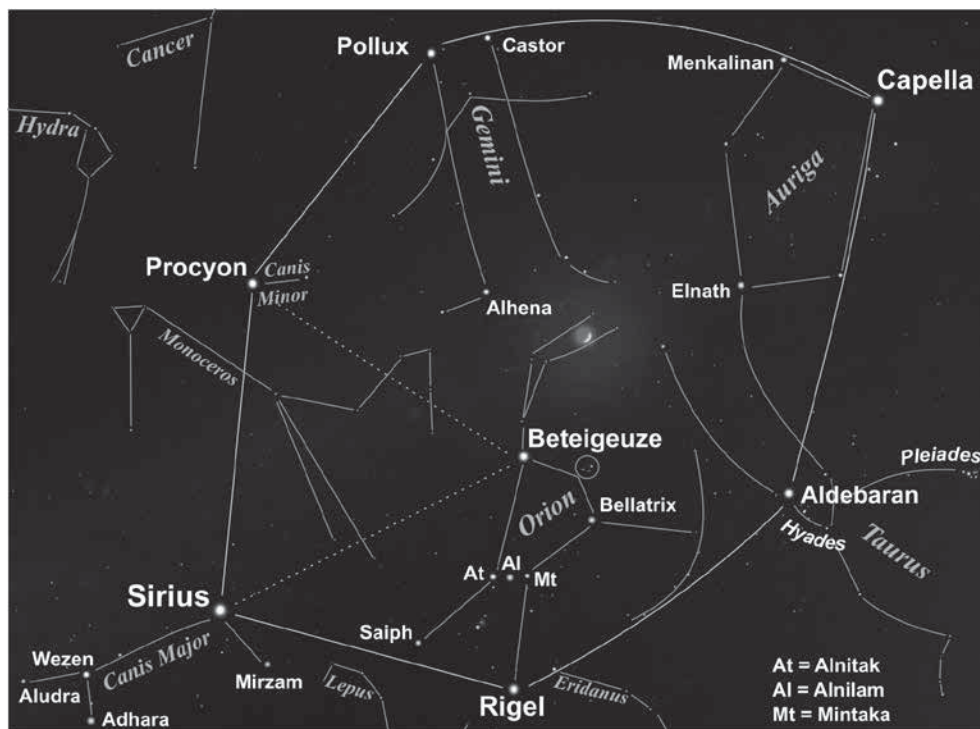 Cancer
Pollux
Castor
Menkalinan
Capella
Hydra
Gemini
Auriga
Procyon
Canis
Minor
Alhena
Elnath
Monoceros
Beteigeuze
Pleiades
Orion
Bellatrix
Aldebaran
Hyades
Taurus
At
Al
Mt
Sirius
Saiph
Wezen
Canis Major
Mirzam
Aludra
Adhara
Lepus
Rigel
Eridanus
At = Alnitak
Al = Alnilam
Mt = Mintaka